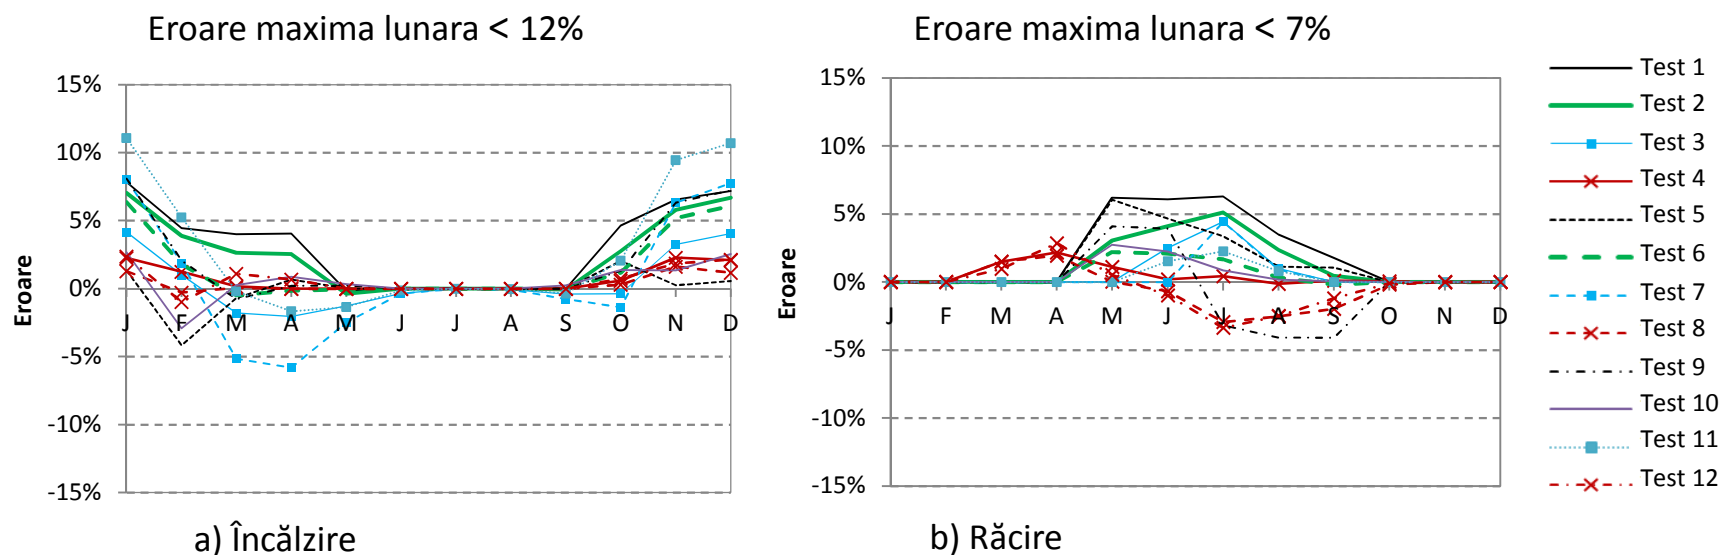 Eroare maxima lunara < 12%
15%
10%
5%
0%
-5%
-10%
-15%
Eroare
J F M A M J J A S O N D
a) Încălzire
Eroare maxima lunara < 7%
15%
10%
5%
0%
-5%
-10%
-15%
Eroare
J F M A M J J A S O N D
b) Răcire
Test 1
Test 2
Test 3
Test 4
Test 5
Test 6
Test 7
Test 8
Test 9
Test 10
Test 11
Test 12